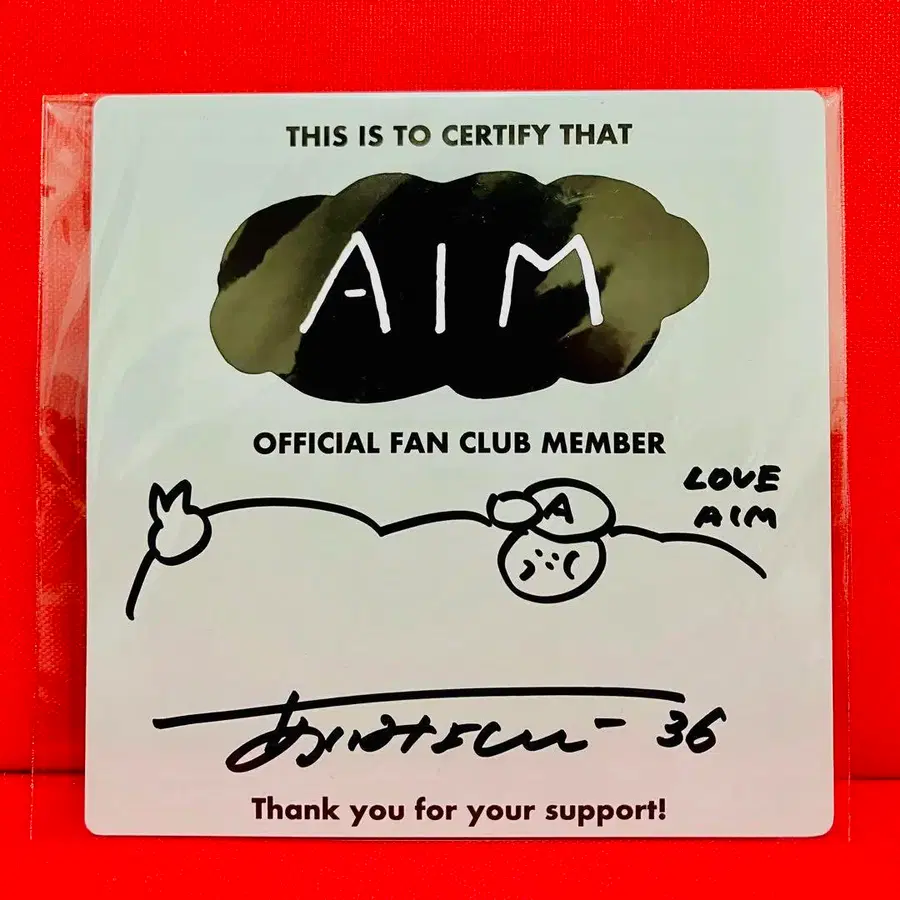 THIS IS TO CERTIFY THAT
AIM
OFFICIAL FAN CLUB MEMBER
LOVE
AIM
A
36
Thank you for your support!